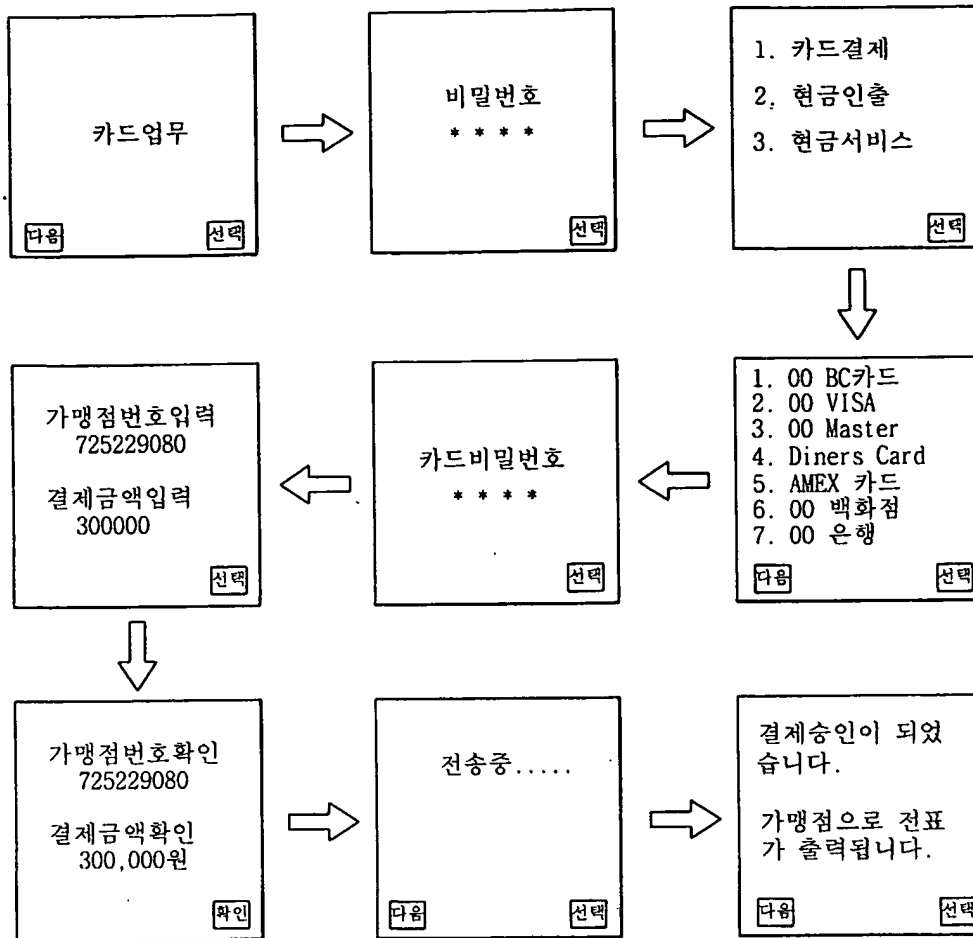 카드업무
다음
선택
비밀번호
* * * *
선택
1. 카드결제
2. 현금인출
3. 현금서비스
선택
1. 00 BC카드
2. 00 VISA
3. 00 Master
4. Diners Card
5. AMEX 카드
6. 00 백화점
7. 00 은행
다음
선택
카드비밀번호
* * * *
선택
가맹점번호입력
725229080
결제금액입력
300000
선택
가맹점번호확인
725229080
결제금액확인
300,000원
확인
전송중.....
다음
선택
결제승인이 되었
습니다.
가맹점으로 전표
가 출력됩니다.
다음
선택